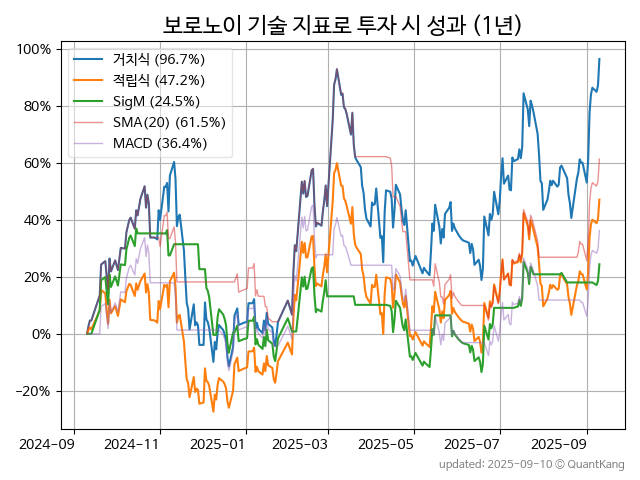 보로노이 기술 지표로 투자 시 성과 (1년)
100%
80%
60%
40%
20%
0%
−20%
거치식 (96.7%)
적립식 (47.2%)
SigM (24.5%)
SMA(20) (61.5%)
MACD (36.4%)
2024-09
2024-11
2025-01
2025-03
2025-05
2025-07
2025-09
updated: 2025-09-10 © QuantKang